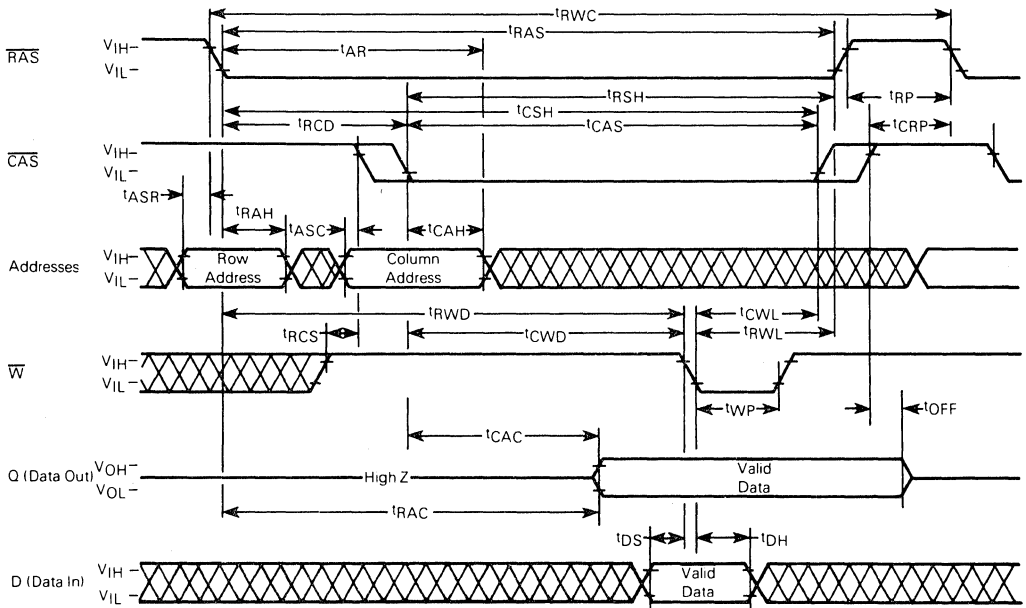 tRWC
tRAS
tAR
RAS
VIH
VIL
tRSH
tRP
tCSH
tRCD
tCAS
tCRP
CAS
VIH
VIL
tASR
tRAH
tASC
tCAH
Addresses
VIH
VIL
Row
Address
Column
Address
tRWD
tCWL
tRCS
tCWD
tRWL
W
VIH
VIL
tWP
tOFF
tCAC
Q (Data Out)
VOH
VOL
High Z
Valid
Data
tRAC
tDS
tDH
D (Data In)
VIH
VIL
Valid
Data